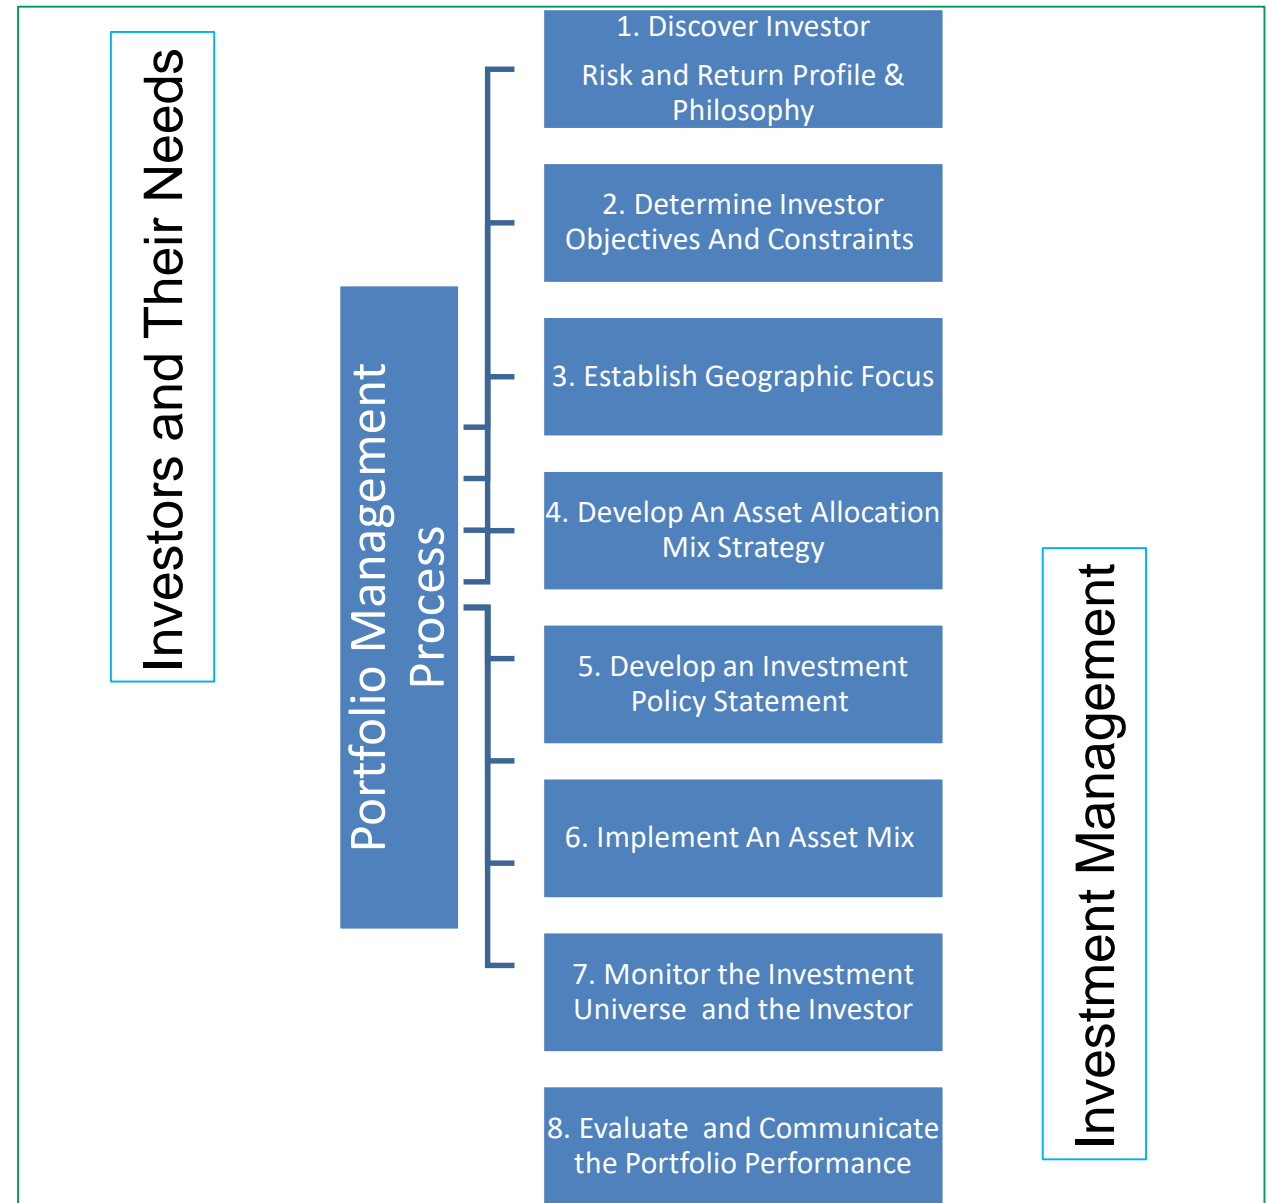 Investors and Their Needs
Portfolio Management
Process
1. Discover Investor
Risk and Return Profile &
Philosophy
2. Determine Investor
Objectives And Constraints
3. Establish Geographic Focus
4. Develop An Asset Allocation
Mix Strategy
5. Develop an Investment
Policy Statement
6. Implement An Asset Mix
7. Monitor the Investment
Universe  and the Investor
8. Evaluate  and Communicate
the Portfolio Performance
Investment Management